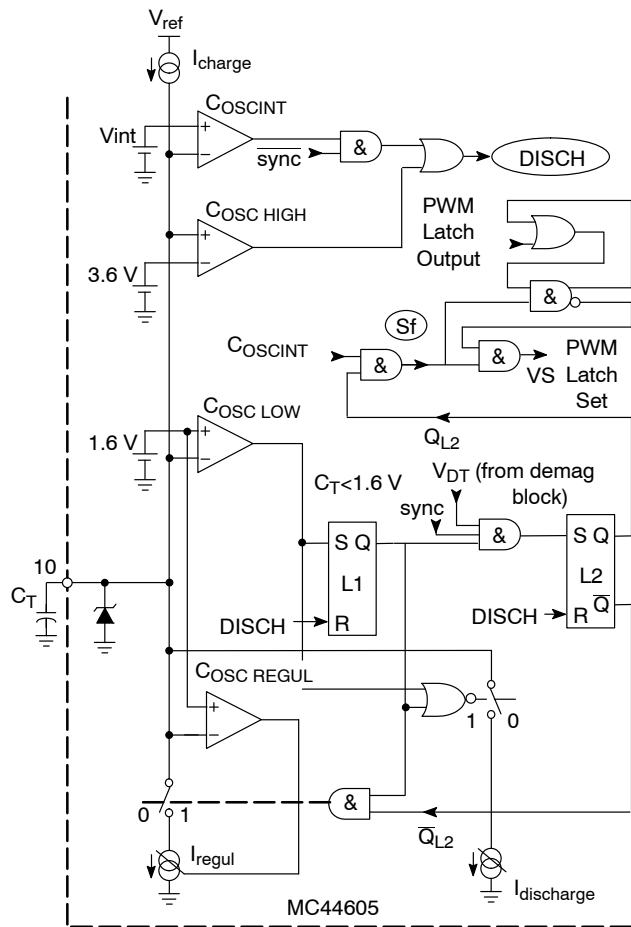 Vref
Icharge
COSCINT
Vint
&
sync
DISCH
COSC HIGH
PWM
Latch
Output
3.6 V
&
Sf
COSCINT
&
&
VS
PWM
Latch
Set
COSC LOW
QL2
1.6 V
VDT (from demag
block)
CT<1.6 V
sync
&
S Q
L1
R
S Q
L2
R Q
10
CT
DISCH
DISCH
COSC REGUL
1
0
&
0
1
QL2
Iregul
Idischarge
MC44605
+
−
+
−
+
−
+
−